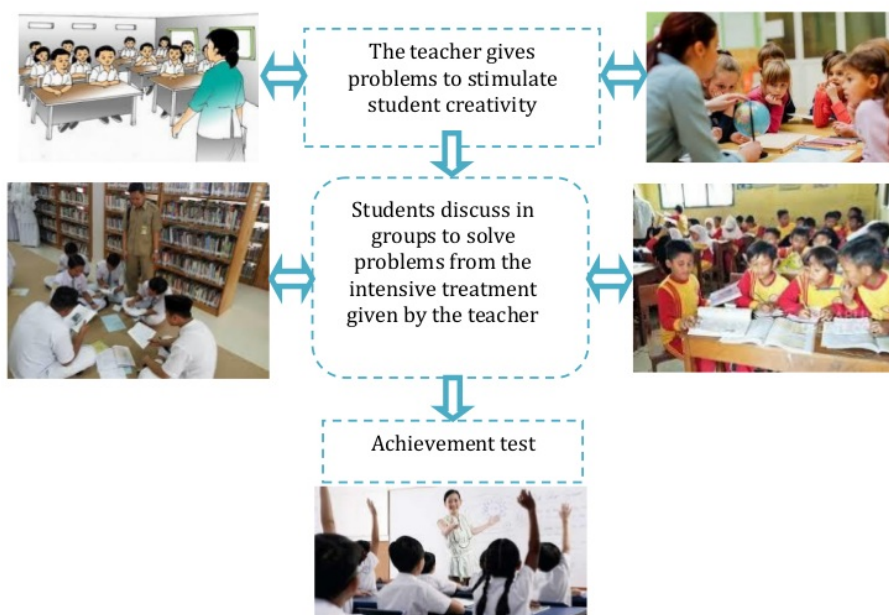 The teacher gives
problems to stimulate
student creativity
Students discuss in
groups to solve
problems from the
intensive treatment
given by the teacher
Achievement test